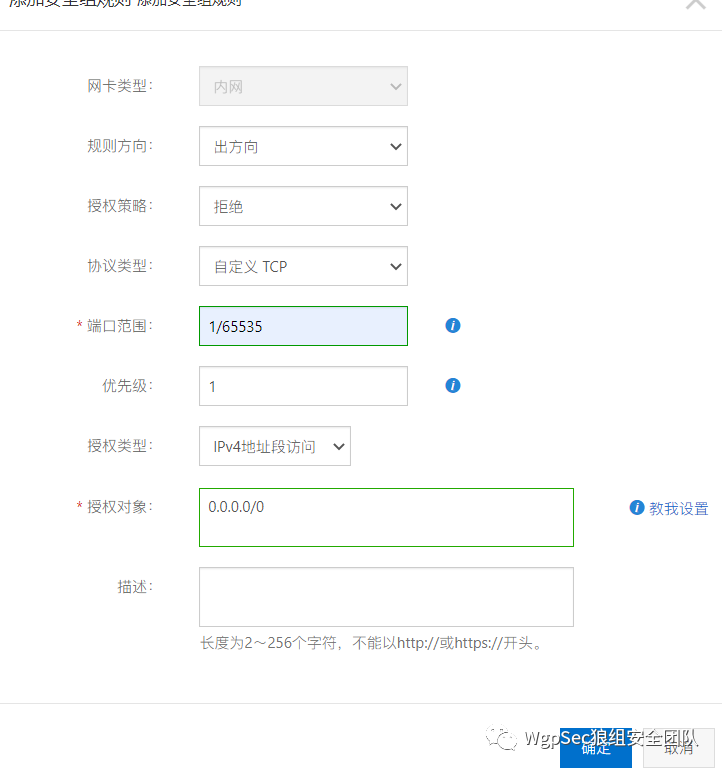 添加安全组规则 添加安全组规则
网卡类型： 内网
规则方向： 出方向
授权策略： 拒绝
协议类型： 自定义 TCP
* 端口范围： 1/65535
优先级： 1
授权类型： IPv4地址段访问
* 授权对象： 0.0.0.0/0
教我设置
描述：
长度为2～256个字符，不能以http://或https://开头。
WgpSec狼组安全团队
确定 取消